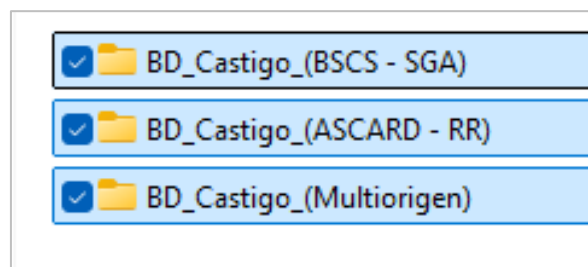 BD_Castigo_(BSCS - SGA)
BD_Castigo_(ASCARD - RR)
BD_Castigo_(Multiorigen)